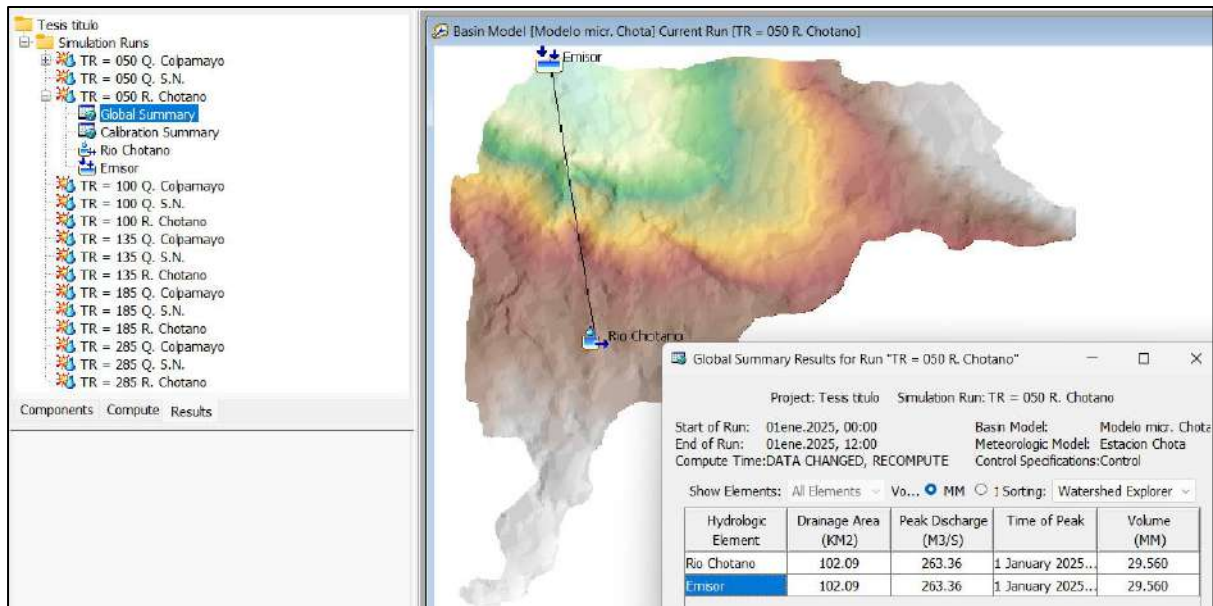 Tesis titulo
Simulation Runs
TR = 050 Q. Colpamayo
TR = 050 Q. S.N.
TR = 050 R. Chotano
Global Summary
Calibration Summary
Rio Chotano
Emisor
TR = 100 Q. Colpamayo
TR = 100 Q. S.N.
TR = 100 R. Chotano
TR = 135 Q. Colpamayo
TR = 135 Q. S.N.
TR = 135 R. Chotano
TR = 185 Q. Colpamayo
TR = 185 Q. S.N.
TR = 185 R. Chotano
TR = 285 Q. Colpamayo
TR = 285 Q. S.N.
TR = 285 R. Chotano
Components Compute Results
Basin Model [Modelo micr. Chota] Current Run [TR = 050 R. Chotano]
Emisor
Rio Chotano
Global Summary Results for Run "TR = 050 R. Chotano"
Project: Tesis titulo Simulation Run: TR = 050 R. Chotano
Start of Run: 01ene.2025, 00:00 Basin Model: Modelo micr. Chota
End of Run: 01ene.2025, 12:00 Meteorologic Model: Estacion Chota
Compute Time:DATA CHANGED, RECOMPUTE Control Specifications:Control
Show Elements: All Elements Vo... MM Sorting: Watershed Explorer
Hydrologic Element Drainage Area (KM2) Peak Discharge (M3/S) Time of Peak Volume (MM)
Rio Chotano 102.09 263.36 1 January 2025... 29.560
Emisor 102.09 263.36 1 January 2025... 29.560